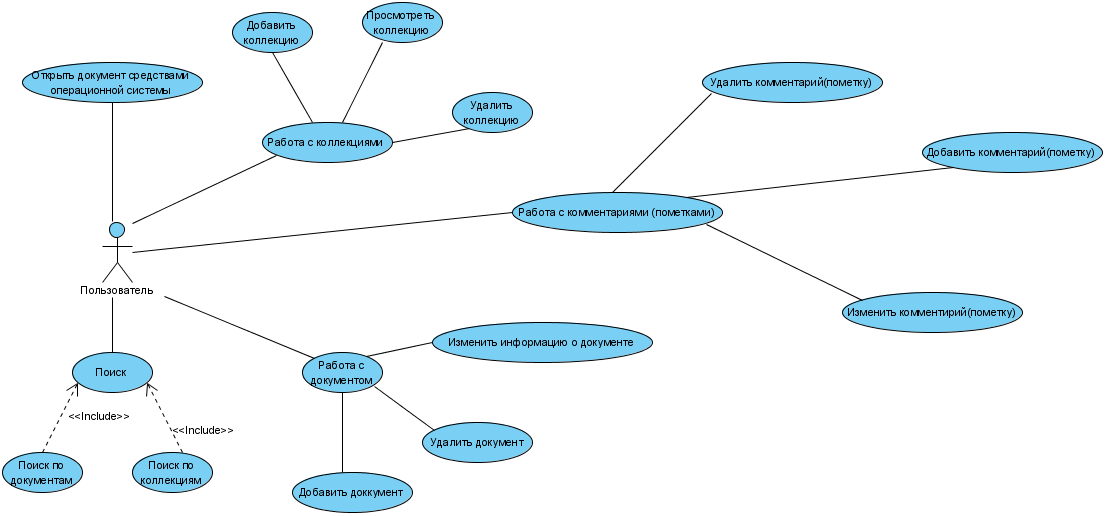 Добавить
коллекцию
Просмотреть
коллекцию
Открыть документ средствами
операционной системы
Удалить
коллекцию
Работа с коллекциями
Удалить комментарий(пометку)
Добавить комментарий(пометку)
Работа с комментариями (пометками)
Пользователь
Изменить комментирий(пометку)
Изменить информацию о документе
Поиск
Работа с
документом
<<Include>>
<<Include>>
Удалить документ
Поиск по
документам
Поиск по
коллекциям
Добавить доккумент